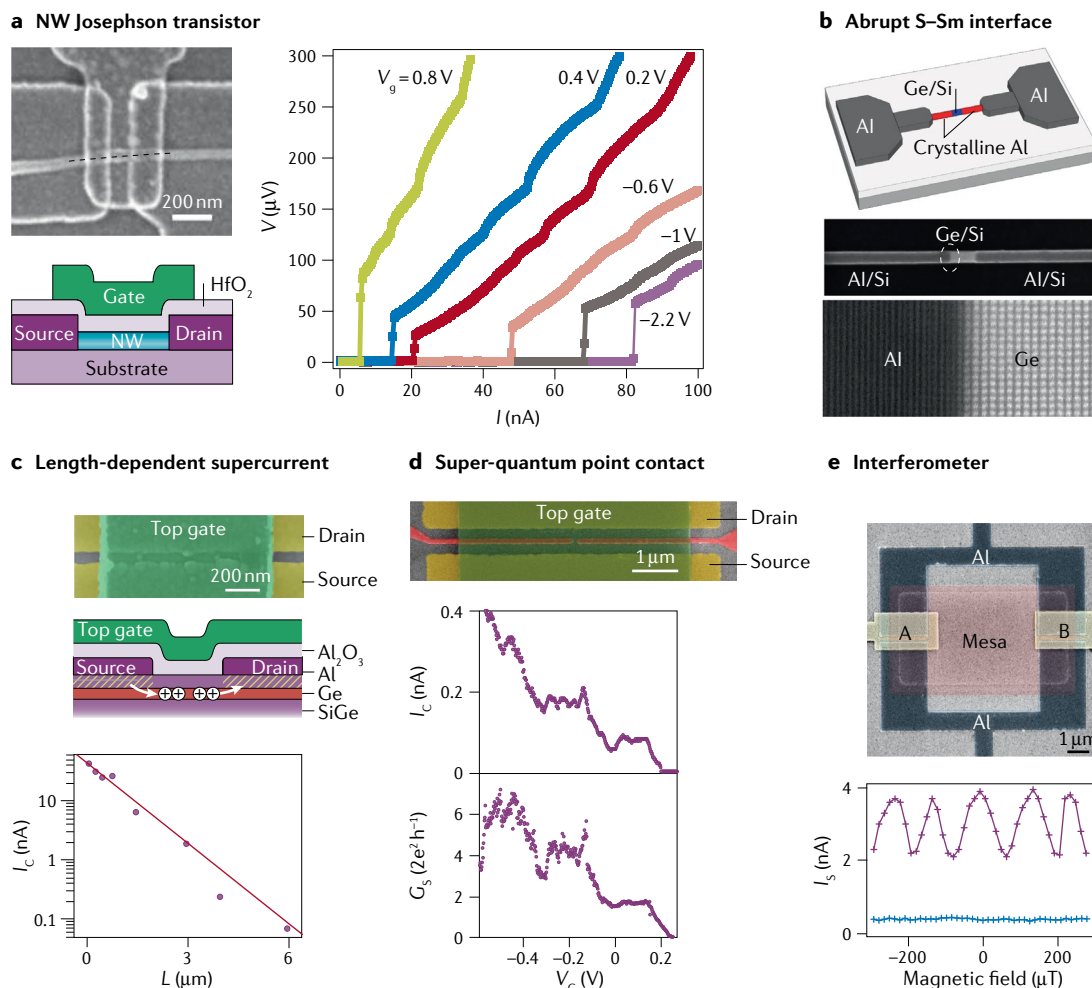 a NW Josephson transistor
200 nm
HfO2
Gate
Source
NW
Drain
Substrate
Vg = 0.8 V
0.4 V
0.2 V
−0.6 V
−1 V
−2.2 V
V (μV)
300
250
200
150
100
50
0
0
20
40
60
80
100
I (nA)
b Abrupt S–Sm interface
Ge/Si
Al
Al
Crystalline Al
Ge/Si
Al/Si
Al/Si
Al
Ge
c Length-dependent supercurrent
Top gate
Drain
Source
200 nm
Top gate
Source
Drain
Al2O3
Al
Ge
SiGe
IC (nA)
10
1
0.1
0
3
6
L (μm)
d Super-quantum point contact
Top gate
Drain
Source
1 μm
IC (nA)
0.4
0.2
0
GS (2e² h−1)
6
4
2
0
−0.4
−0.2
0
0.2
VG (V)
e Interferometer
Al
A
Mesa
B
Al
1 μm
IS (nA)
4
2
0
−200
0
200
Magnetic field (μT)